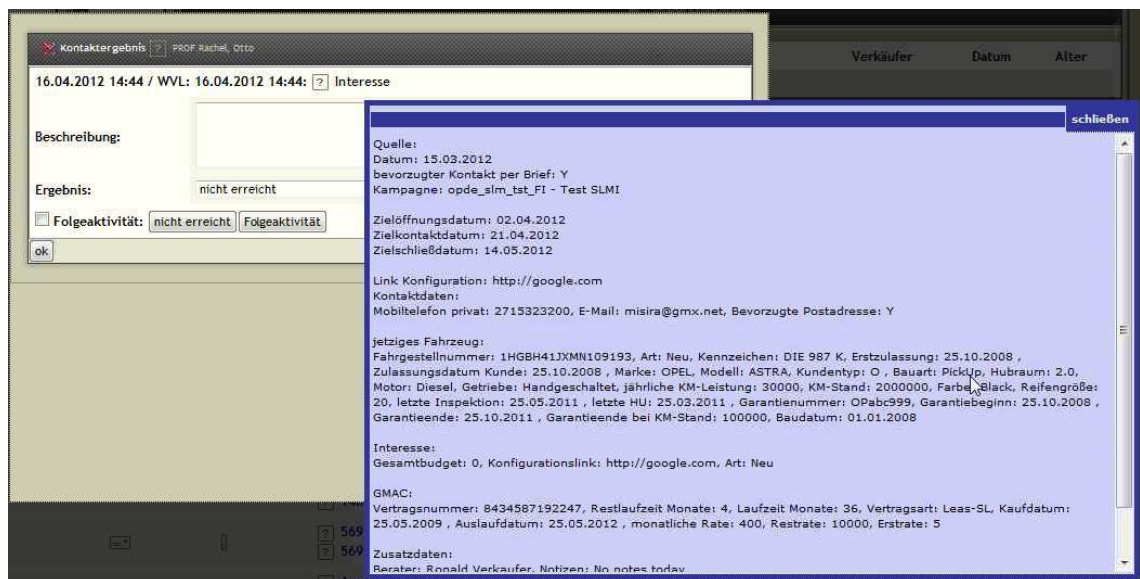 Kontaktergebnis ? PROF Rachel, Otto
Verkäufer Datum Alter
16.04.2012 14:44 / WVL: 16.04.2012 14:44: ? Interesse
Beschreibung:
Ergebnis: nicht erreicht
Folgeaktivität: nicht erreicht Folgeaktivität
ok
schließen
Quelle:
Datum: 15.03.2012
bevorzugter Kontakt per Brief: Y
Kampagne: opde_slm_tst_FI - Test SLMI
Zielöffnungsdatum: 02.04.2012
Zielkontaktdatum: 21.04.2012
Zielschließdatum: 14.05.2012
Link Konfiguration: http://google.com
Kontaktdaten:
Mobiltelefon privat: 2715323200, E-Mail: misira@gmx.net, Bevorzugte Postadresse: Y
jetziges Fahrzeug:
Fahrgestellnummer: 1HGBH41JXMN109193, Art: Neu, Kennzeichen: DIE 987 K, Erstzulassung: 25.10.2008 ,
Zulassungsdatum Kunde: 25.10.2008 , Marke: OPEL, Modell: ASTRA, Kundentyp: O , Bauart: PickUp, Hubraum: 2.0,
Motor: Diesel, Getriebe: Handgeschaltet, jährliche KM-Leistung: 30000, KM-Stand: 2000000, Farbe: Black, Reifengröße:
20, letzte Inspektion: 25.05.2011 , letzte HU: 25.03.2011 , Garantienummer: OPabc999, Garantiebeginn: 25.10.2008 ,
Garantieende: 25.10.2011 , Garantieende bei KM-Stand: 100000, Baudatum: 01.01.2008
Interesse:
Gesamtbudget: 0, Konfigurationslink: http://google.com, Art: Neu
GMAC:
Vertragsnummer: 8434587192247, Restlaufzeit Monate: 4, Laufzeit Monate: 36, Vertragsart: Leas-SL, Kaufdatum:
25.05.2009 , Auslaufdatum: 25.05.2012 , monatliche Rate: 400, Restrate: 10000, Erstrate: 5
Zusatzdaten:
Berater: Ronald Verkaufer, Notizen: No notes today
? 569
? 569